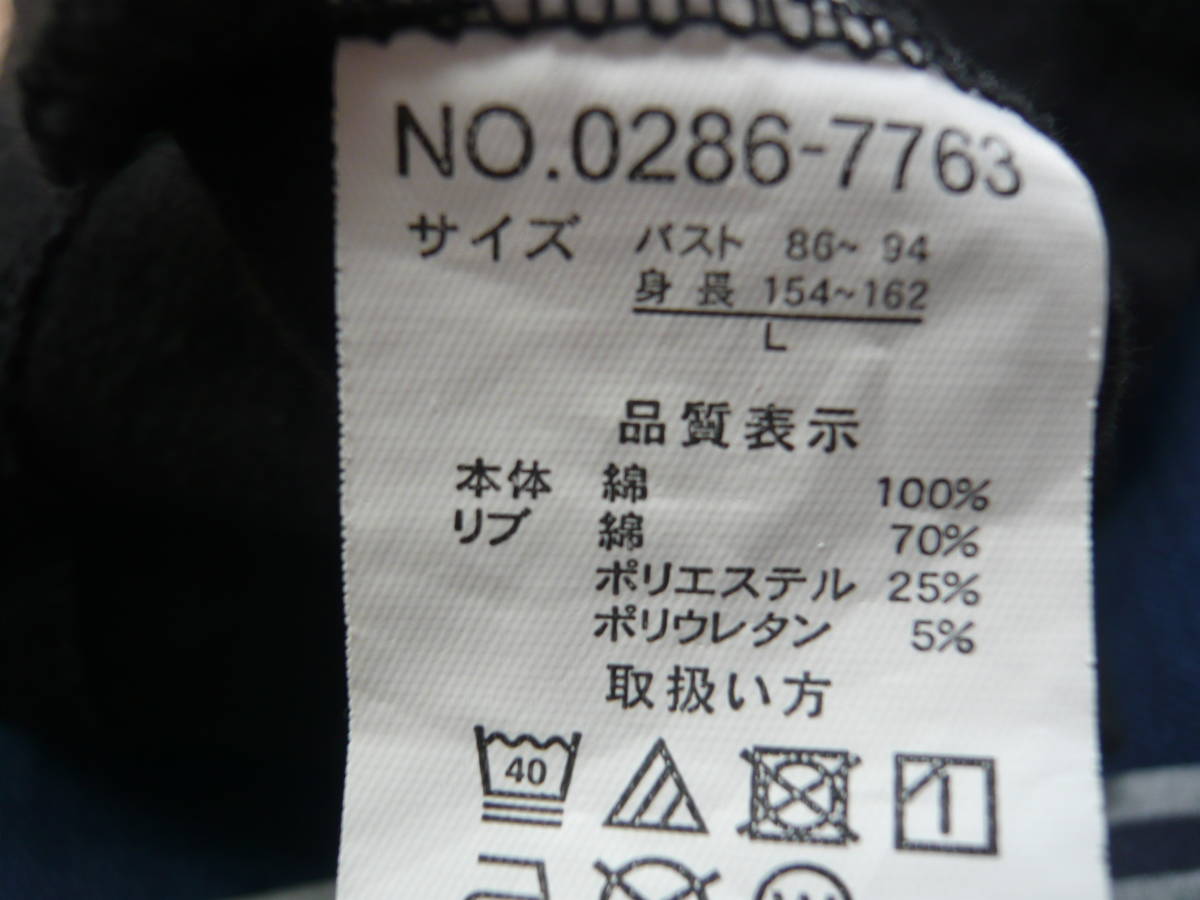 NO.0286-7763
サイズ バスト 86~ 94
身長 154~162
L
品質表示
本体 綿 100%
リブ 綿 70%
ポリエステル 25%
ポリウレタン 5%
取扱い方
40